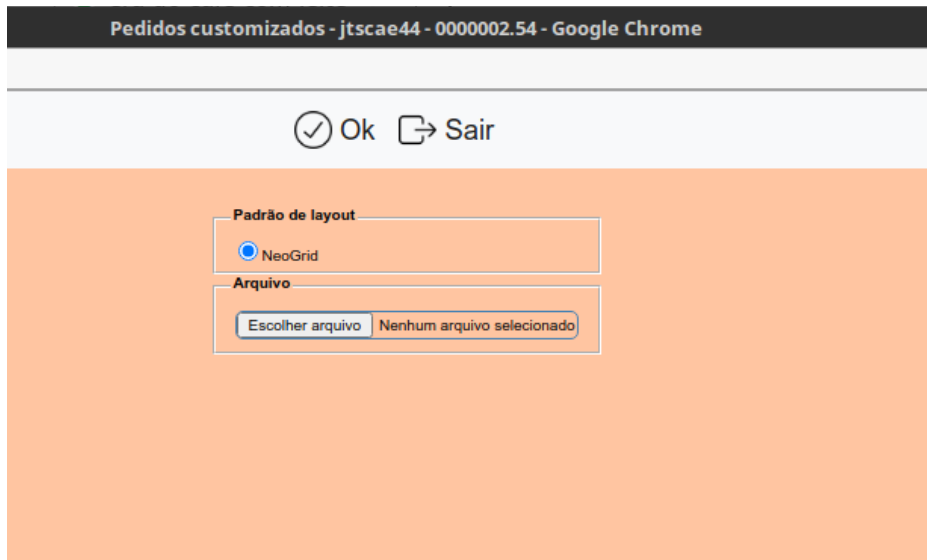 Pedidos customizados - jtscae44 - 0000002.54 - Google Chrome
Ok Sair
Padrão de layout
NeoGrid
Arquivo
Escolher arquivo Nenhum arquivo selecionado